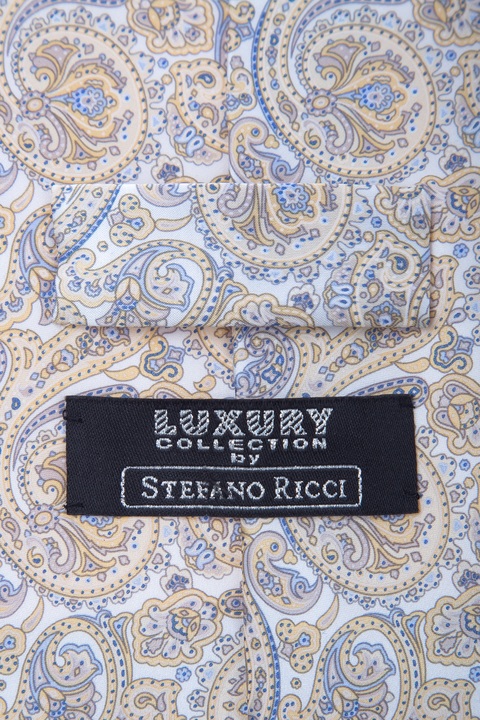 LUXURY
COLLECTION
by
STEFANO RICCI